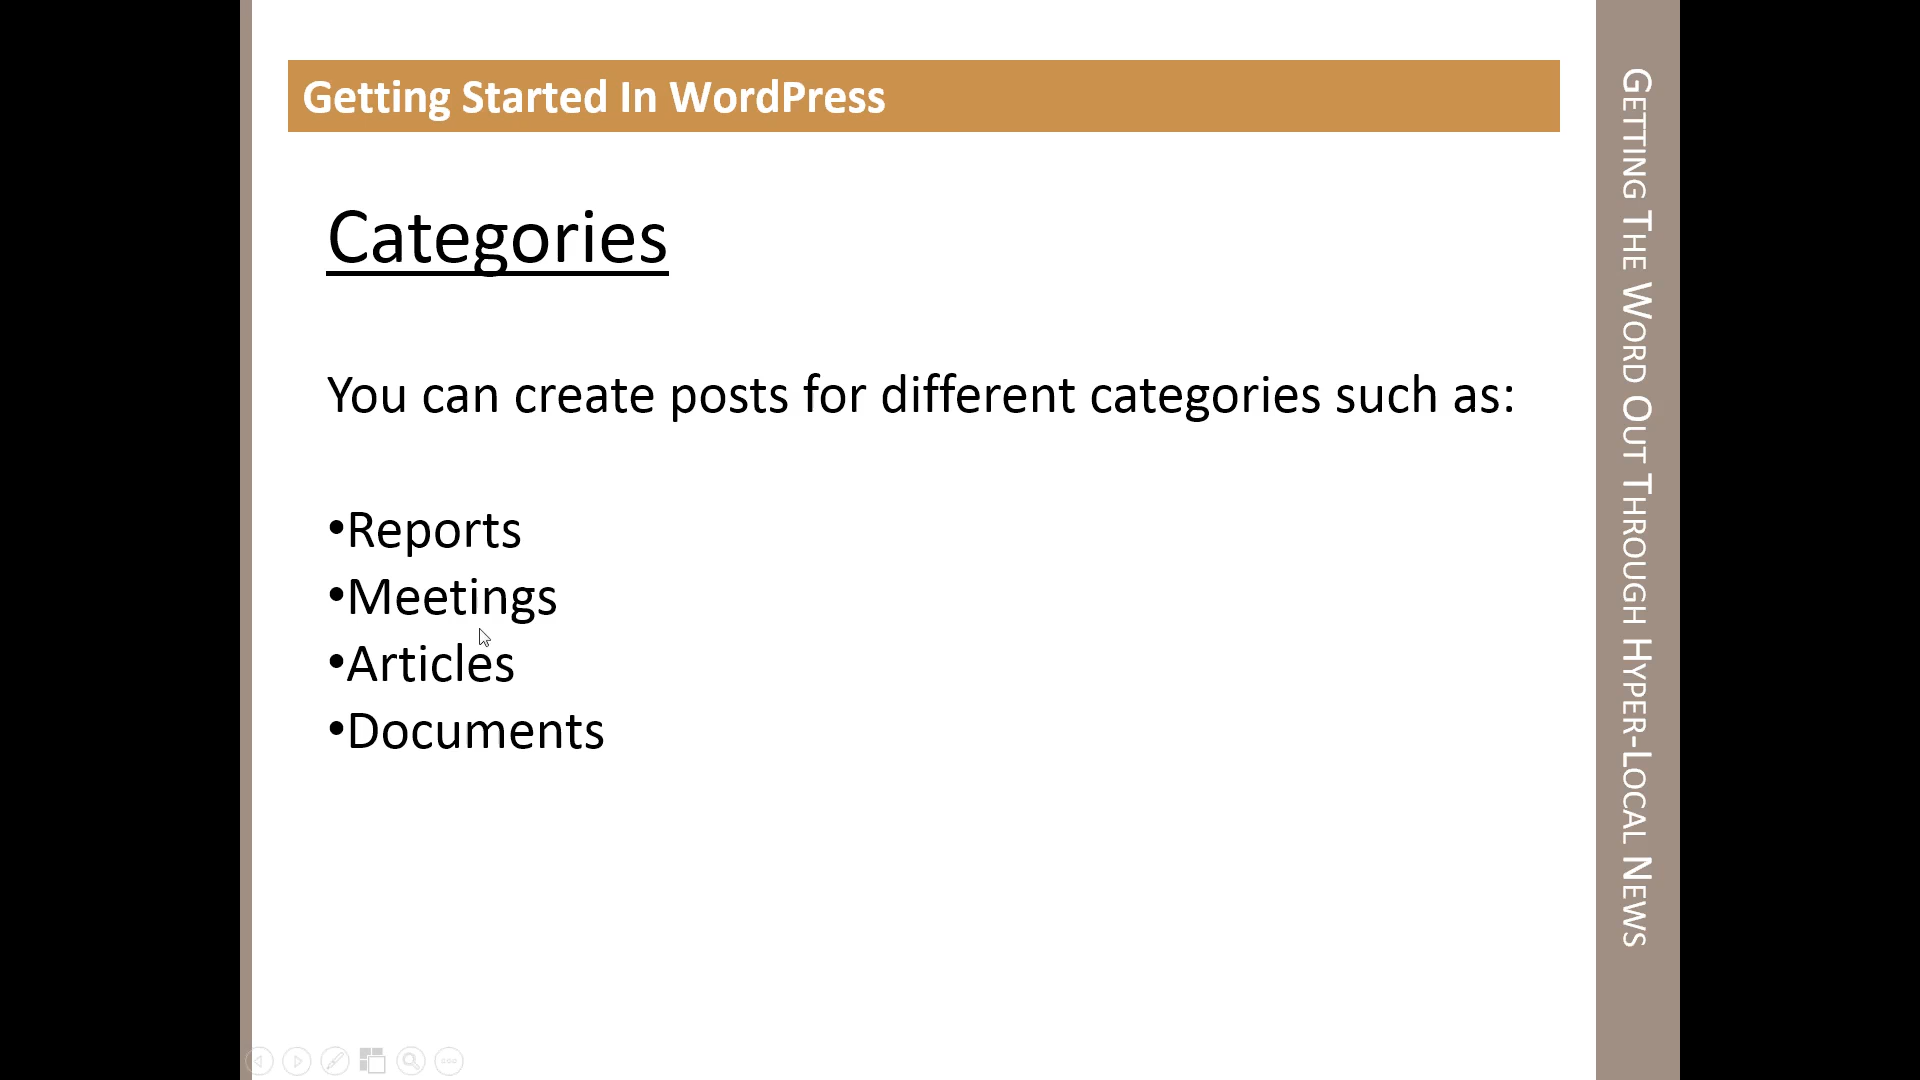 Getting Started In WordPress
Categories
You can create posts for different categories such as:
•Reports
•Meetings
•Articles
•Documents
Getting The Word Out Through Hyper-Local News